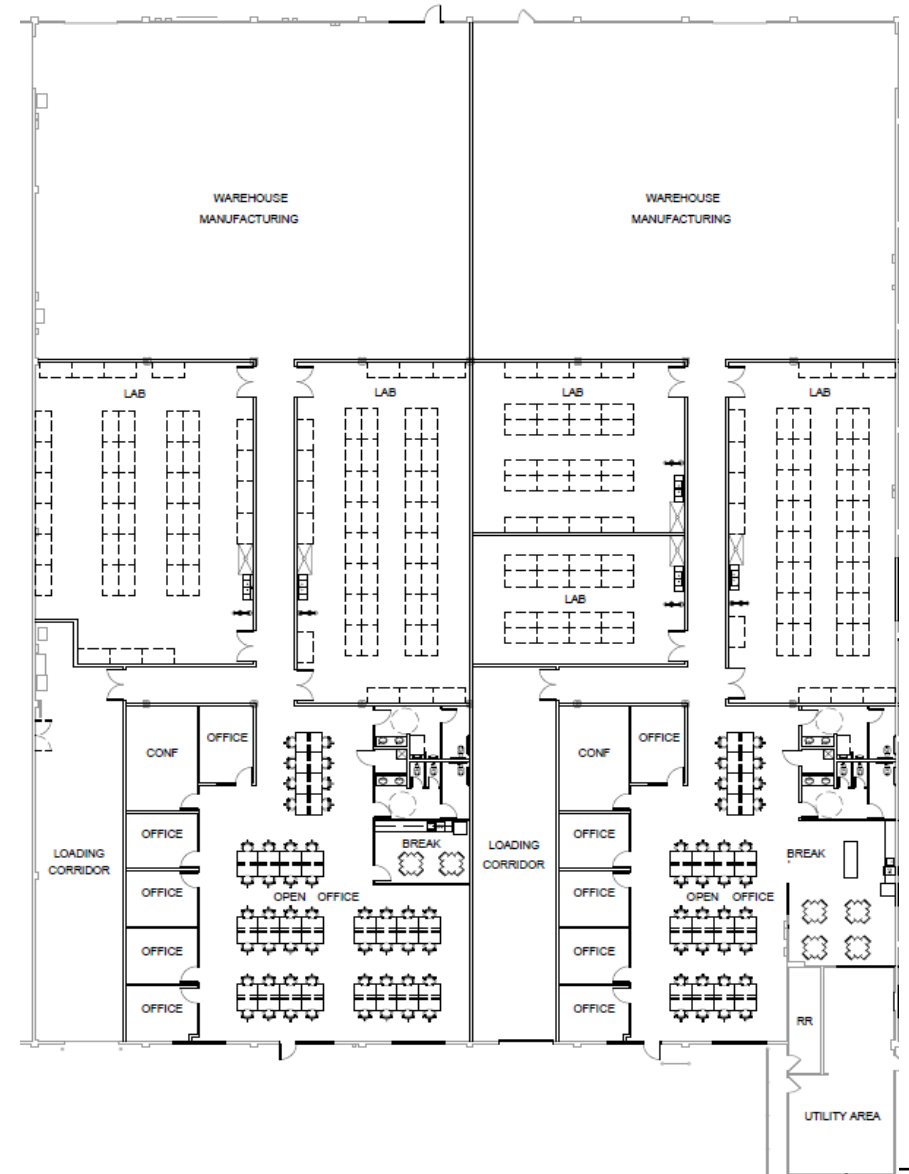 WAREHOUSE
MANUFACTURING
WAREHOUSE
MANUFACTURING
LAB
LAB
LAB
LAB
LAB
CONF
OFFICE
CONF
OFFICE
OFFICE
OFFICE
LOADING
CORRIDOR
BREAK
LOADING
CORRIDOR
BREAK
OFFICE
OPEN OFFICE
OFFICE
OPEN OFFICE
OFFICE
OFFICE
OFFICE
OFFICE
RR
UTILITY AREA